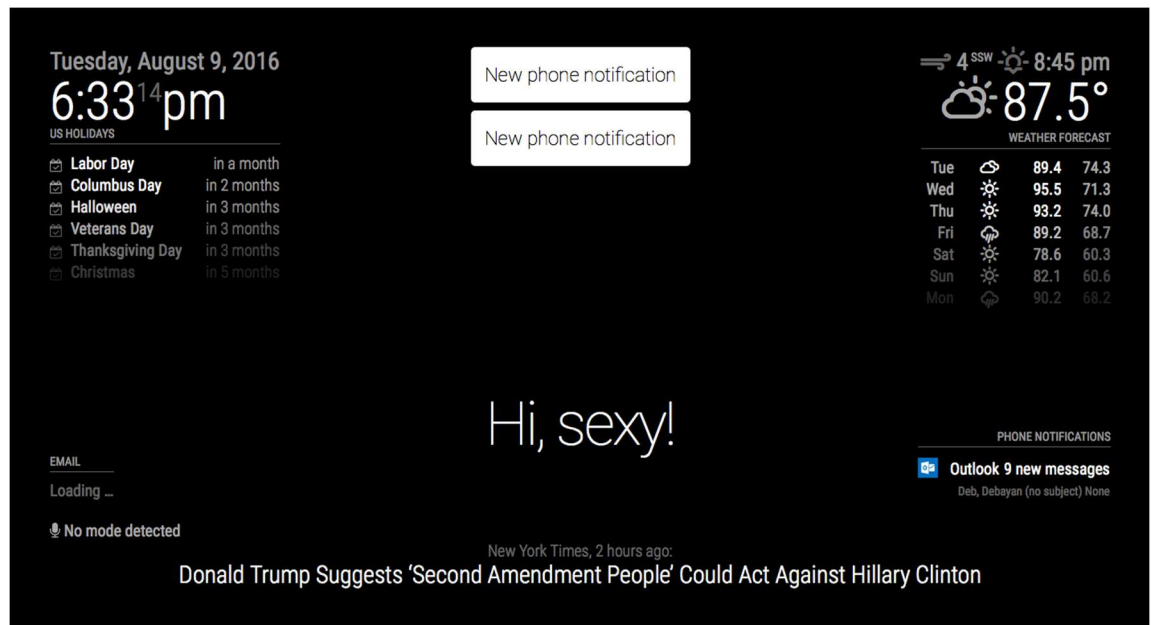 Tuesday, August 9, 2016
6:33 14 pm
US HOLIDAYS
Labor Day in a month
Columbus Day in 2 months
Halloween in 3 months
Veterans Day in 3 months
Thanksgiving Day in 3 months
Christmas in 5 months
New phone notification
New phone notification
4 SSW 8:45 pm
87.5°
WEATHER FORECAST
Tue 89.4 74.3
Wed 95.5 71.3
Thu 93.2 74.0
Fri 89.2 68.7
Sat 78.6 60.3
Sun 82.1 60.6
Mon 90.2 68.2
Hi, sexy!
EMAIL
Loading …
No mode detected
PHONE NOTIFICATIONS
Outlook 9 new messages
Deb, Debayan (no subject) None
New York Times, 2 hours ago:
Donald Trump Suggests ‘Second Amendment People’ Could Act Against Hillary Clinton